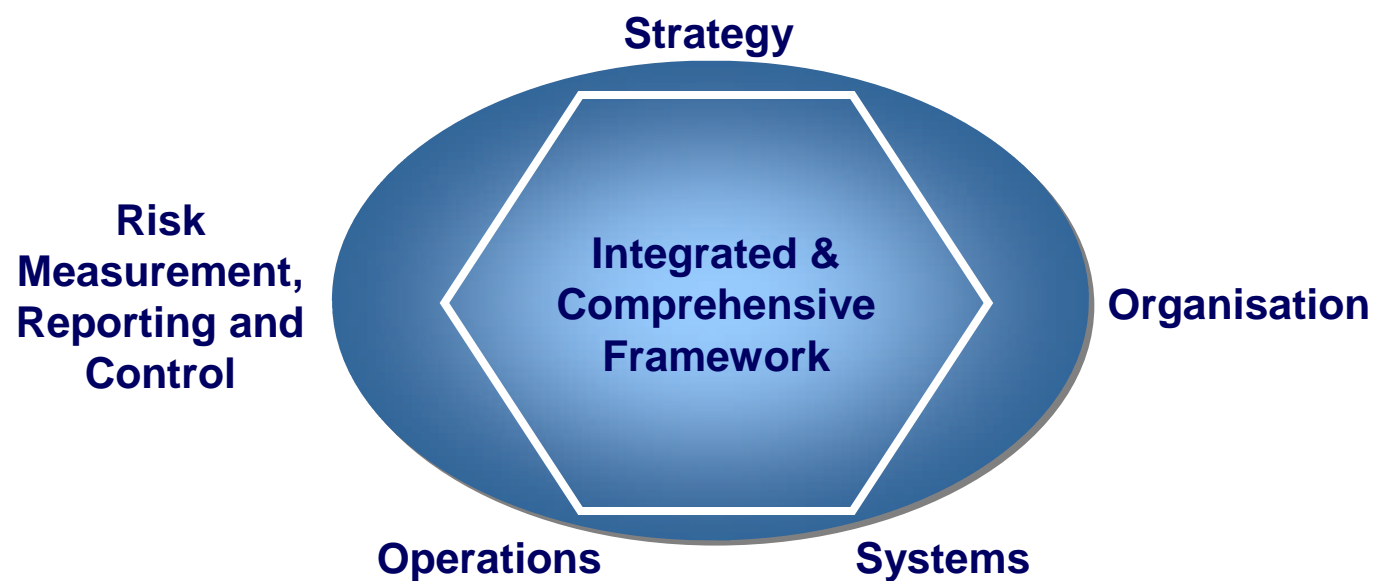 Strategy
Risk
Measurement,
Reporting and
Control
Integrated &
Comprehensive
Framework
Organisation
Operations
Systems